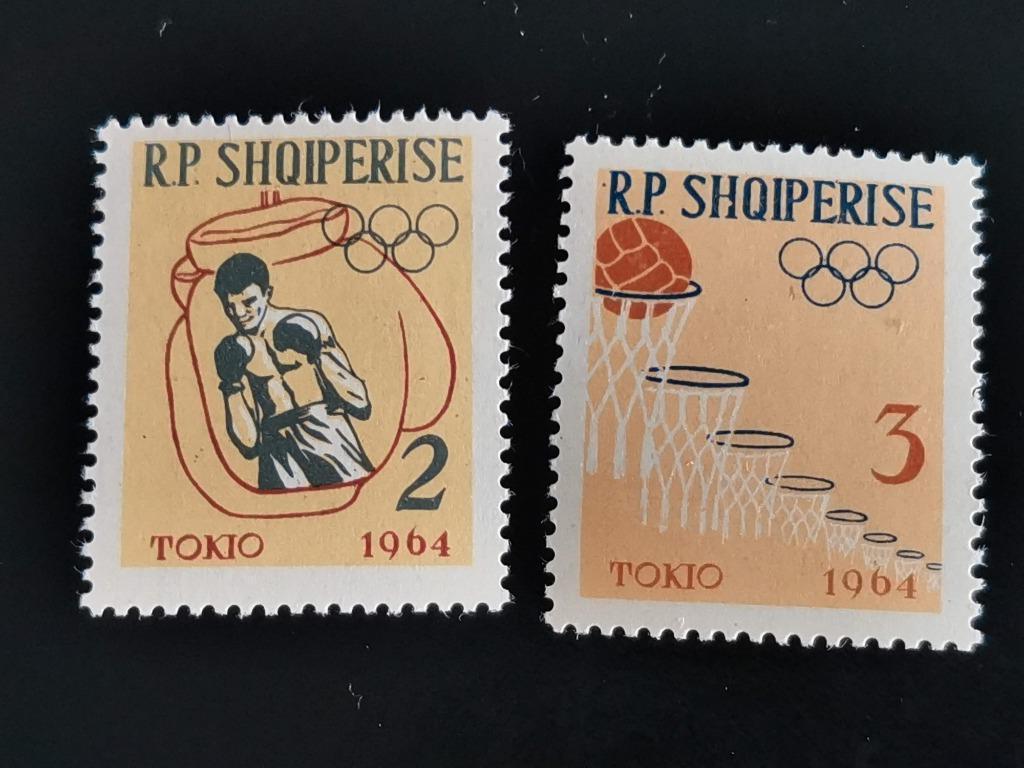 R.P. SHQIPERISE
2
TOKIO 1964
R.P. SHQIPERISE
3
TOKIO 1964